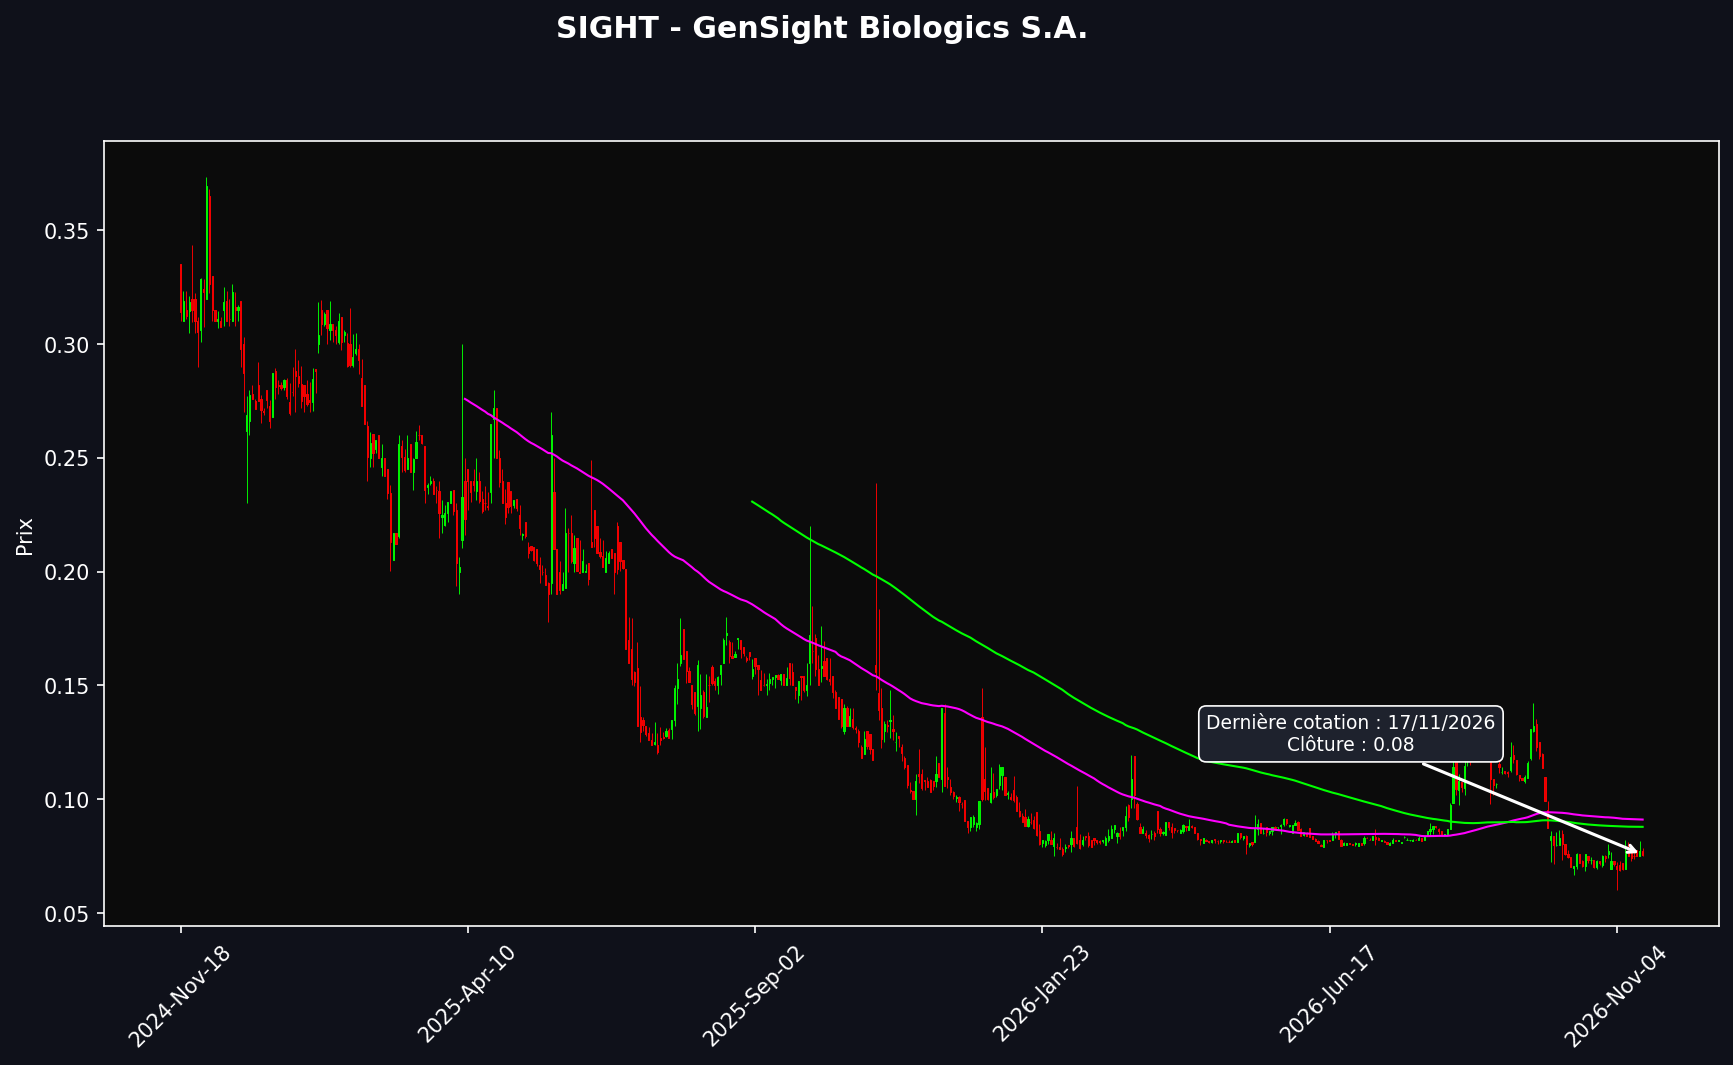 SIGHT - GenSight Biologics S.A.
Prix
0.35
0.30
0.25
0.20
0.15
0.10
0.05
Dernière cotation : 17/11/2026
Clôture : 0.08
2024-Nov-18
2025-Apr-10
2025-Sep-02
2026-Jan-23
2026-Jun-17
2026-Nov-04